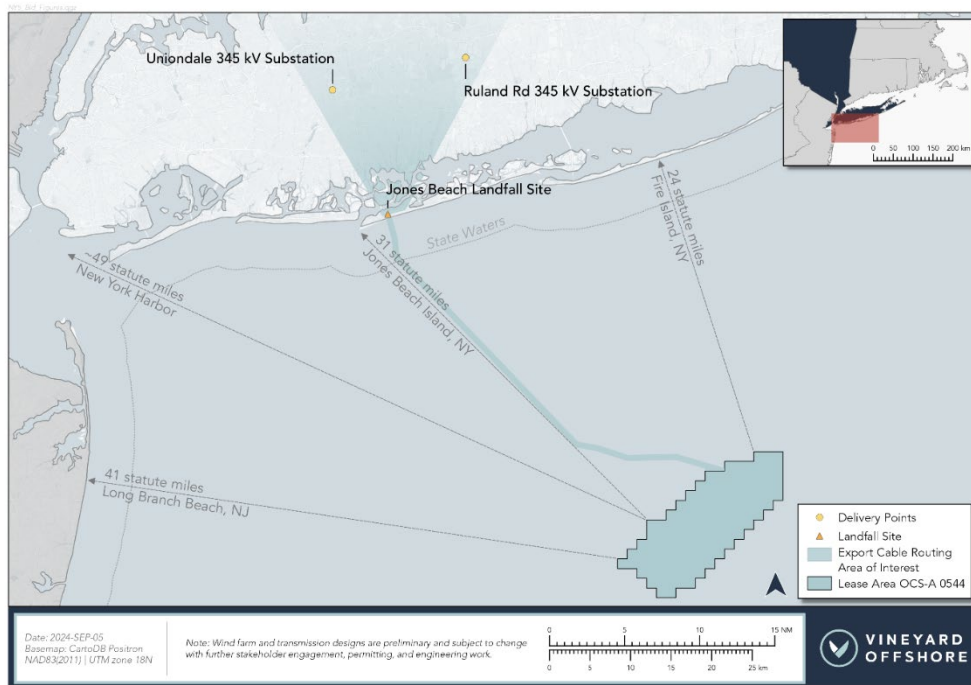 Uniondale 345 kV Substation
Ruland Rd 345 kV Substation
0 50 100 150 200 km
Jones Beach Landfall Site
State Waters
24 statute miles
Fire Island, NY
31 statute miles
Jones Beach Island, NY
~49 statute miles
New York Harbor
41 statute miles
Long Branch Beach, NJ
Delivery Points
Landfall Site
Export Cable Routing
Area of Interest
Lease Area OCS-A 0544
Date: 2024-SEP-05
Basemap: CartoDB Positron
NAD83(2011) | UTM zone 18N
Note: Wind farm and transmission designs are preliminary and subject to change
with further stakeholder engagement, permitting, and engineering work.
0 5 10 15 NM
0 5 10 15 20 25 km
VINEYARD
OFFSHORE